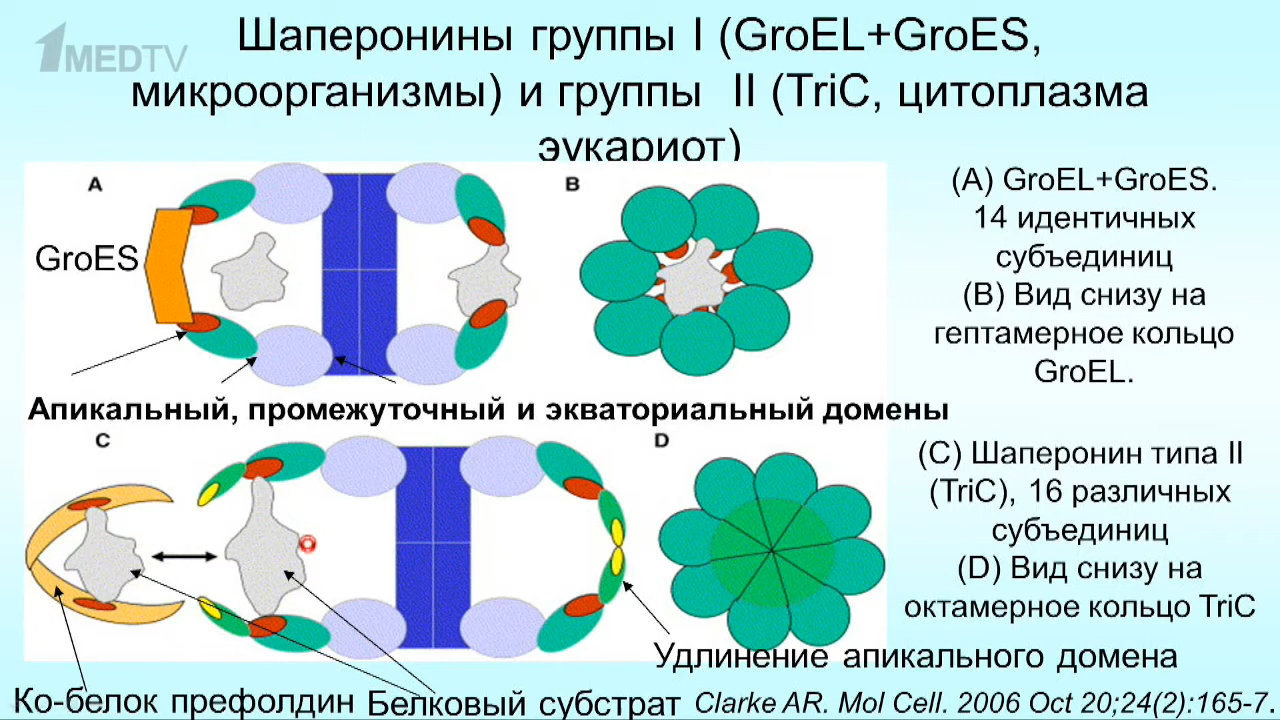 1MEDTV
Шаперонины группы I (GroEL+GroES,
микроорганизмы) и группы II (TriC, цитоплазма
эукариот)
A
B
GroES
(A) GroEL+GroES.
14 идентичных
субъединиц
(B) Вид снизу на
гептамерное кольцо
GroEL.
Апикальный, промежуточный и экваториальный домены
C
D
(C) Шаперонин типа II
(TriC), 16 различных
субъединиц
(D) Вид снизу на
октамерное кольцо TriC
Удлинение апикального домена
Ко-белок префолдин
Белковый субстрат
Clarke AR. Mol Cell. 2006 Oct 20;24(2):165-7.